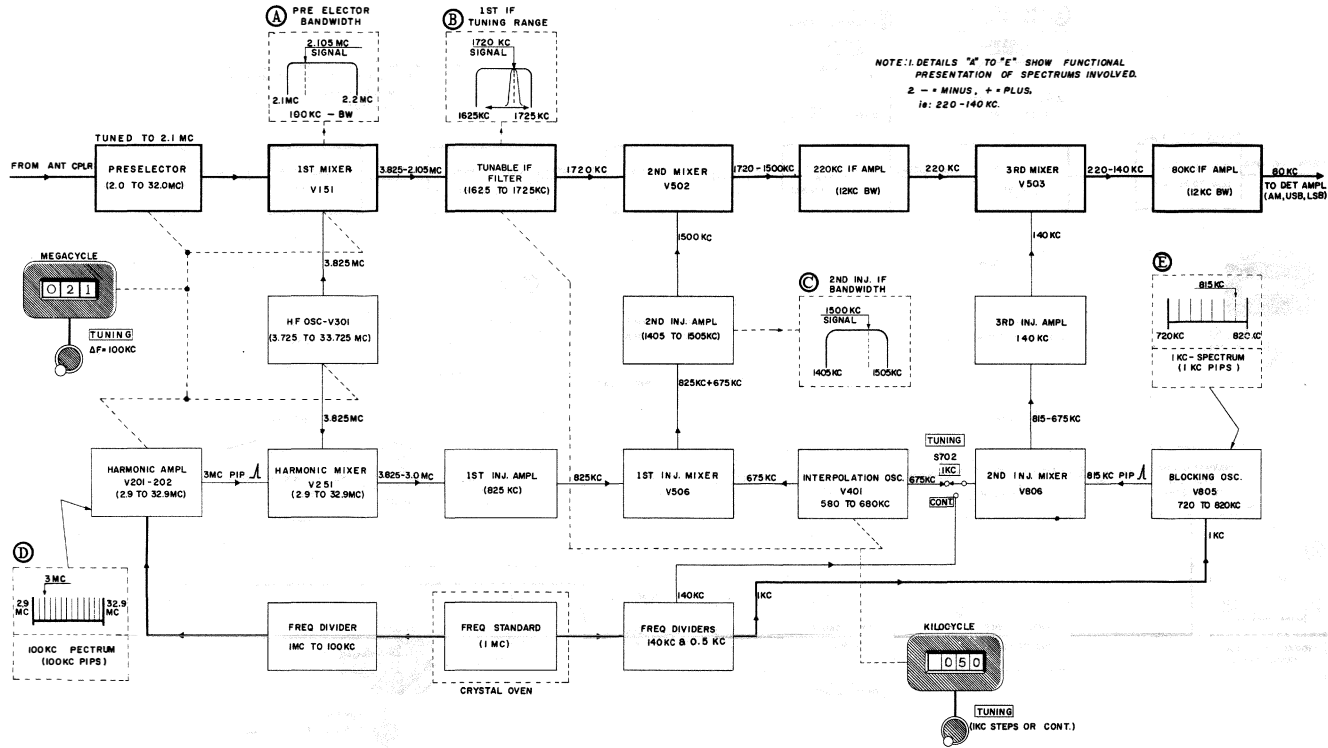 A
PRE ELECTOR
BANDWIDTH
2.105 MC
SIGNAL
2.1MC
2.2MC
100KC - BW
B
1ST IF
TUNING RANGE
1720 KC
SIGNAL
1625KC
1725KC
NOTE: 1. DETAILS "A" TO "E" SHOW FUNCTIONAL
PRESENTATION OF SPECTRUMS INVOLVED.
2 - = MINUS, + = PLUS.
ie: 220-140 KC.
TUNED TO 2.1 MC
FROM ANT CPLR
PRESELECTOR
(2.0 TO 32.0MC)
1ST MIXER
V151
3.825-2.105MC
TUNABLE IF
FILTER
(1625 TO 1725KC)
1720 KC
2ND MIXER
V502
1720-1500KC
220KC IF AMPL
(12KC BW)
220 KC
3RD MIXER
V503
220-140 KC
80KC IF AMPL
(12KC BW)
80KC
TO DET AMPL
(AM, USB, LSB)
MEGACYCLE
0 2 1
TUNING
ΔF=100KC
3.825 MC
HF OSC-V301
(3.725 TO 33.725 MC)
3.825MC
1500KC
2ND INJ. AMPL
(1405 TO 1505KC)
825KC+675KC
C
2ND INJ. IF
BANDWIDTH
1500KC
SIGNAL
1405KC
1505KC
140KC
3RD INJ. AMPL
140 KC
815-675KC
E
815KC
720KC
820KC
1KC-SPECTRUM
(1 KC PIPS)
HARMONIC AMPL
V201-202
(2.9 TO 32.9MC)
3MC PIP
HARMONIC MIXER
V251
(2.9 TO 32.9MC)
3.825-3.0 MC
1ST INJ. AMPL
(825 KC)
825KC
1ST INJ. MIXER
V506
675KC
INTERPOLATION OSC.
V401
580 TO 680KC
675KC
TUNING
S702
1KC
CONT
2ND INJ. MIXER
V806
815 KC PIP
BLOCKING OSC.
V805
720 TO 820KC
1KC
D
3MC
2.9
MC
32.9
MC
100KC PECTRUM
(100KC PIPS)
FREQ DIVIDER
1MC TO 100KC
FREQ STANDARD
(1 MC)
CRYSTAL OVEN
FREQ DIVIDERS
140KC & 0.5 KC
140KC
1KC
KILOCYCLE
0 5 0
TUNING
(1KC STEPS OR CONT.)